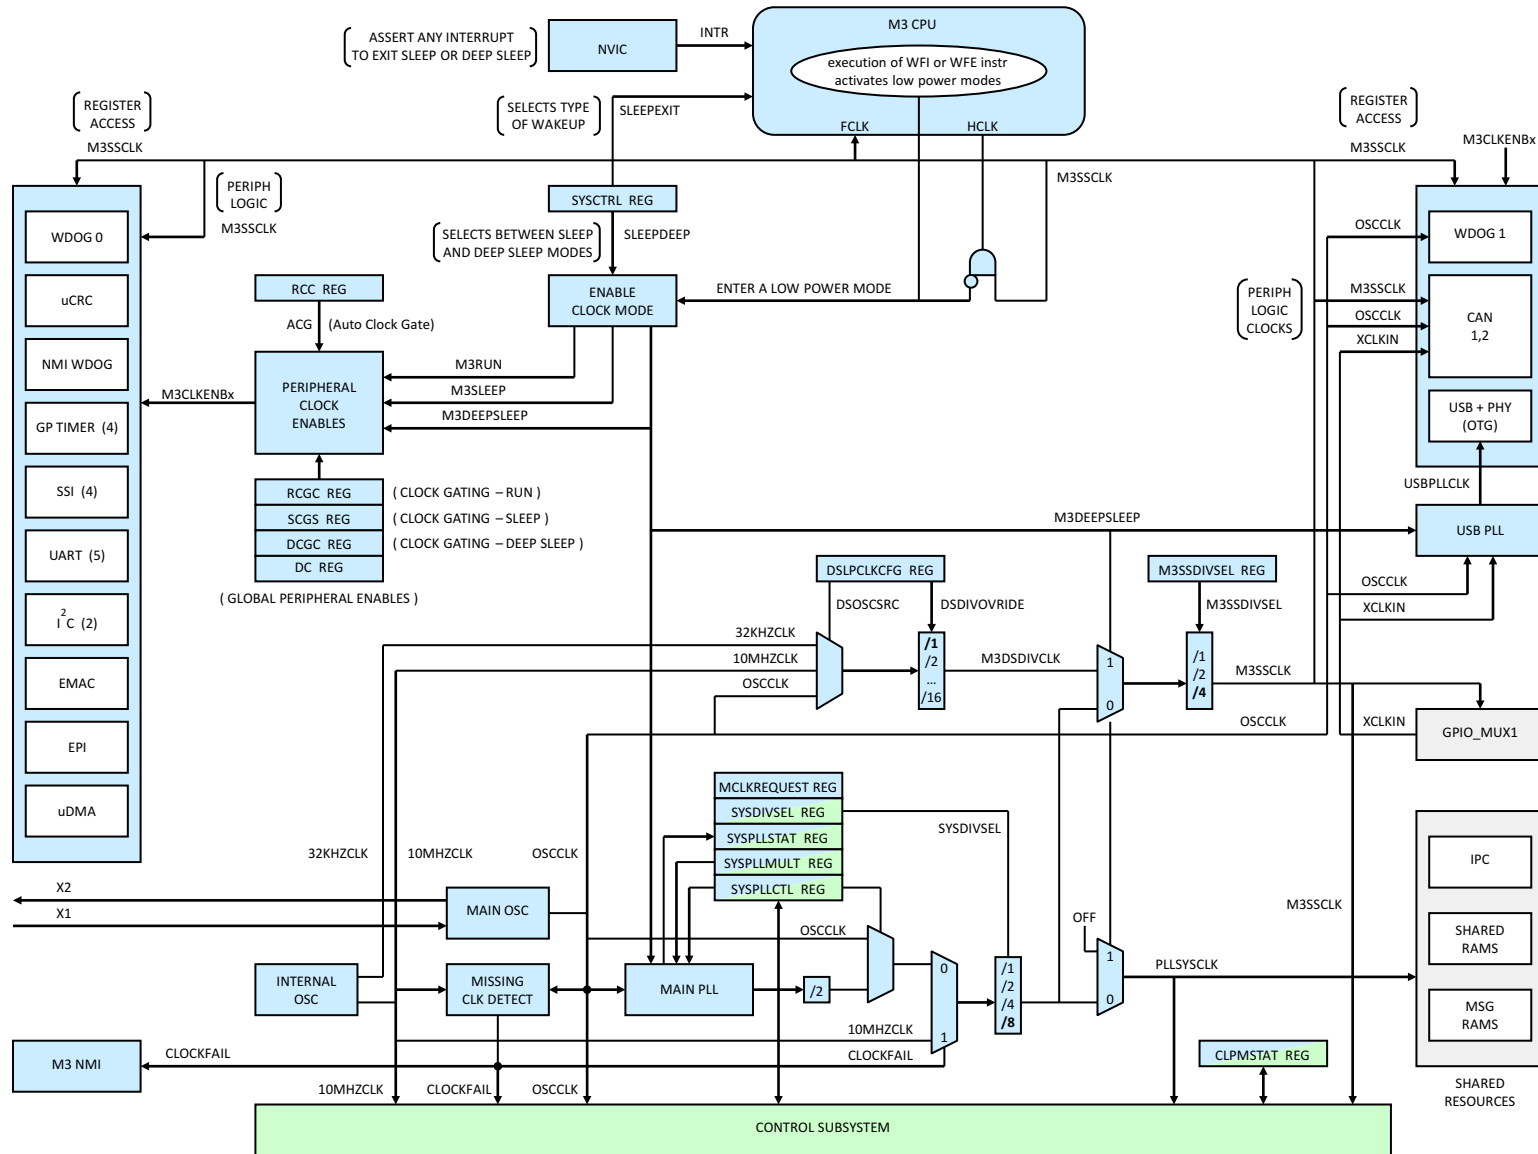 M3 CPU
ASSERT ANY INTERRUPT
TO EXIT SLEEP OR DEEP SLEEP
NVIC
INTR
execution of WFI or WFE instr
activates low power modes
REGISTER
ACCESS
SELECTS TYPE
OF WAKEUP
SLEEPEXIT
FCLK
HCLK
REGISTER
ACCESS
M3SSCLK
M3SSCLK
M3CLKENBx
PERIPH
LOGIC
M3SSCLK
SYSCTRL REG
M3SSCLK
WDOG 0
SELECTS BETWEEN SLEEP
AND DEEP SLEEP MODES
SLEEPDEEP
OSCCLK
WDOG 1
RCC REG
ENABLE
CLOCK MODE
ENTER A LOW POWER MODE
PERIPH
LOGIC
CLOCKS
M3SSCLK
OSCCLK
XCLKIN
CAN
1,2
uCRC
ACG
(Auto Clock Gate)
NMI WDOG
PERIPHERAL
CLOCK
ENABLES
M3RUN
M3SLEEP
M3DEEPSLEEP
M3CLKENBx
USB + PHY
(OTG)
GP TIMER (4)
USBPLLCLK
SSI (4)
RCGC REG
( CLOCK GATING – RUN )
SCGS REG
( CLOCK GATING – SLEEP )
DCGC REG
( CLOCK GATING – DEEP SLEEP )
DC REG
( GLOBAL PERIPHERAL ENABLES )
M3DEEPSLEEP
USB PLL
UART (5)
DSLPCLKCFG REG
M3SSDIVSEL REG
OSCCLK
XCLKIN
DSOSCSRC
DSDIVOVRIDE
M3SSDIVSEL
I2C (2)
32KHZCLK
10MHZCLK
OSCCLK
/1
/2
...
/16
M3DSDIVCLK
1
0
/1
/2
/4
M3SSCLK
EMAC
OSCCLK
XCLKIN
GPIO_MUX1
EPI
MCLKREQUEST REG
SYSDIVSEL REG
SYSPLLSTAT REG
SYSPLLMULT REG
SYSPLLCTL REG
SYSDIVSEL
uDMA
32KHZCLK
10MHZCLK
OSCCLK
IPC
X2
X1
MAIN OSC
OSCCLK
OFF
M3SSCLK
SHARED
RAMS
INTERNAL
OSC
MISSING
CLK DETECT
MAIN PLL
/2
0
1
/1
/2
/4
/8
1
0
PLLSYSCLK
MSG
RAMS
10MHZCLK
CLOCKFAIL
M3 NMI
CLOCKFAIL
CLPMSTAT REG
10MHZCLK
CLOCKFAIL
OSCCLK
SHARED
RESOURCES
CONTROL SUBSYSTEM